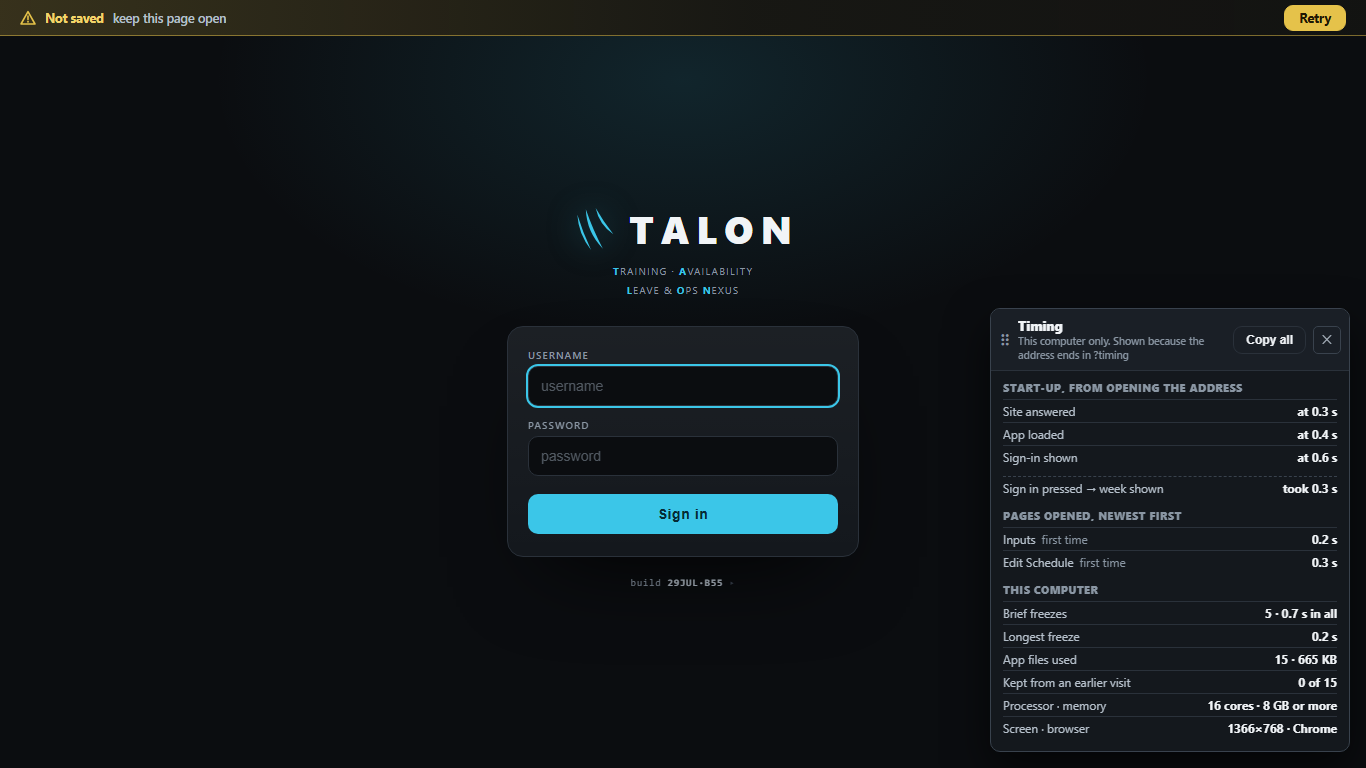 Not saved keep this page open
Retry
TALON
TRAINING · AVAILABILITY
LEAVE & OPS NEXUS
USERNAME
username
PASSWORD
password
Sign in
build 29JUL·B55
Timing
This computer only. Shown because the
address ends in ?timing
Copy all
START-UP, FROM OPENING THE ADDRESS
Site answered at 0.3 s
App loaded at 0.4 s
Sign-in shown at 0.6 s
Sign in pressed → week shown took 0.3 s
PAGES OPENED, NEWEST FIRST
Inputs first time 0.2 s
Edit Schedule first time 0.3 s
THIS COMPUTER
Brief freezes 5 · 0.7 s in all
Longest freeze 0.2 s
App files used 15 · 665 KB
Kept from an earlier visit 0 of 15
Processor · memory 16 cores · 8 GB or more
Screen · browser 1366×768 · Chrome